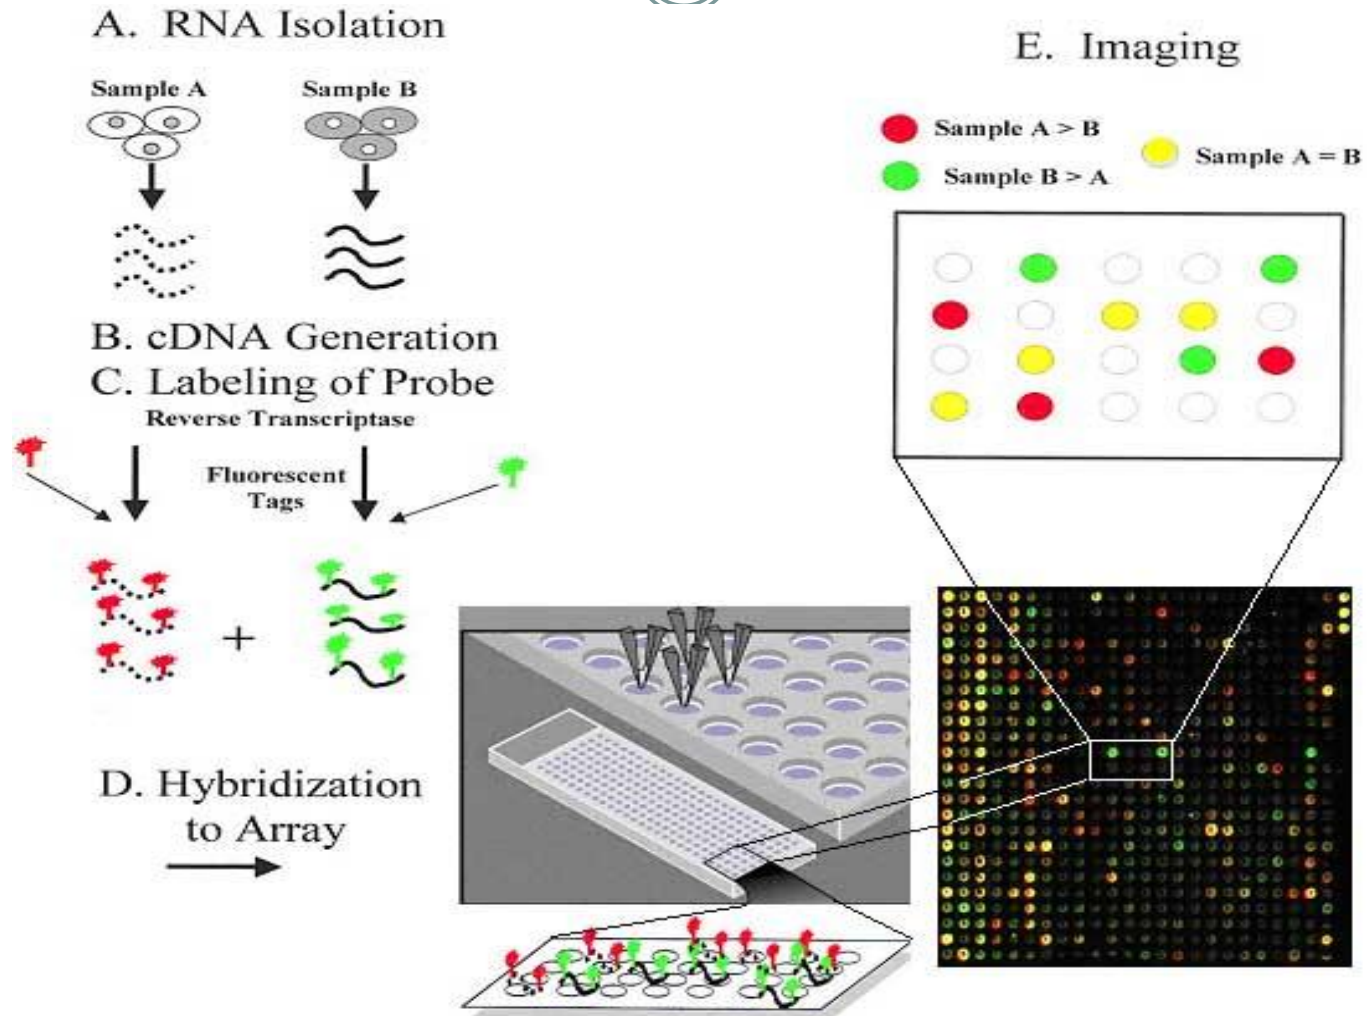 A. RNA Isolation
Sample A
Sample B
B. cDNA Generation
C. Labeling of Probe
Reverse Transcriptase
Fluorescent
Tags
+
D. Hybridization
to Array
E. Imaging
Sample A > B
Sample B > A
Sample A = B